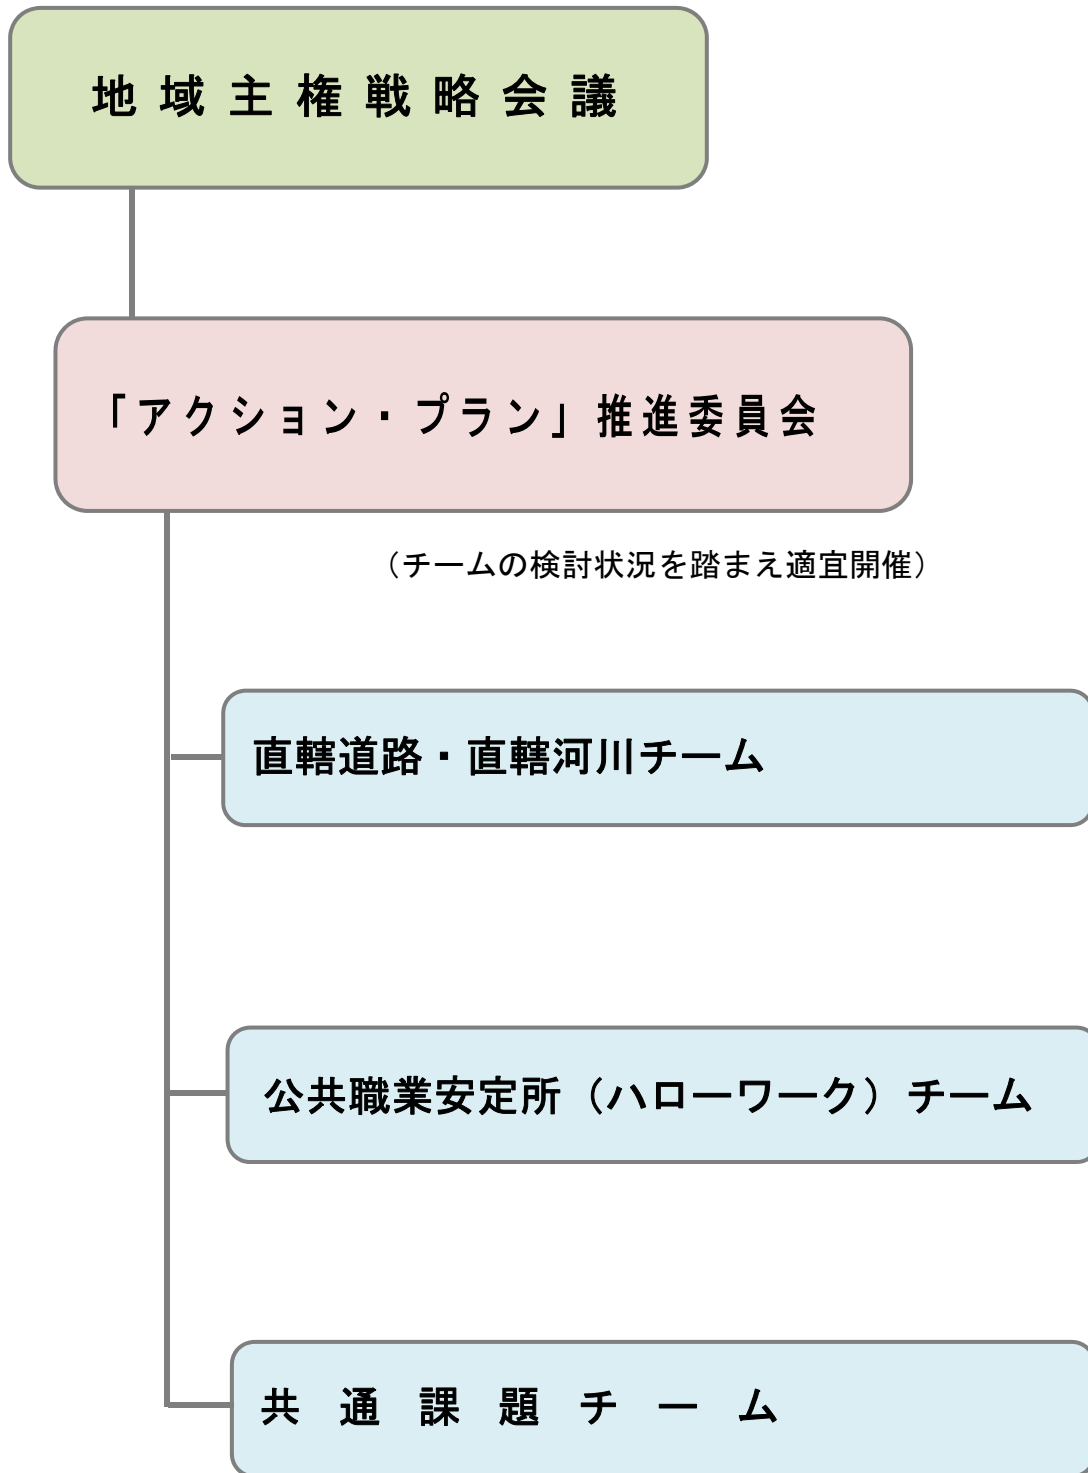 地域主権戦略会議
「アクション・プラン」推進委員会
（チームの検討状況を踏まえ適宜開催）
直轄道路・直轄河川チーム
公共職業安定所（ハローワーク）チーム
共通課題チーム